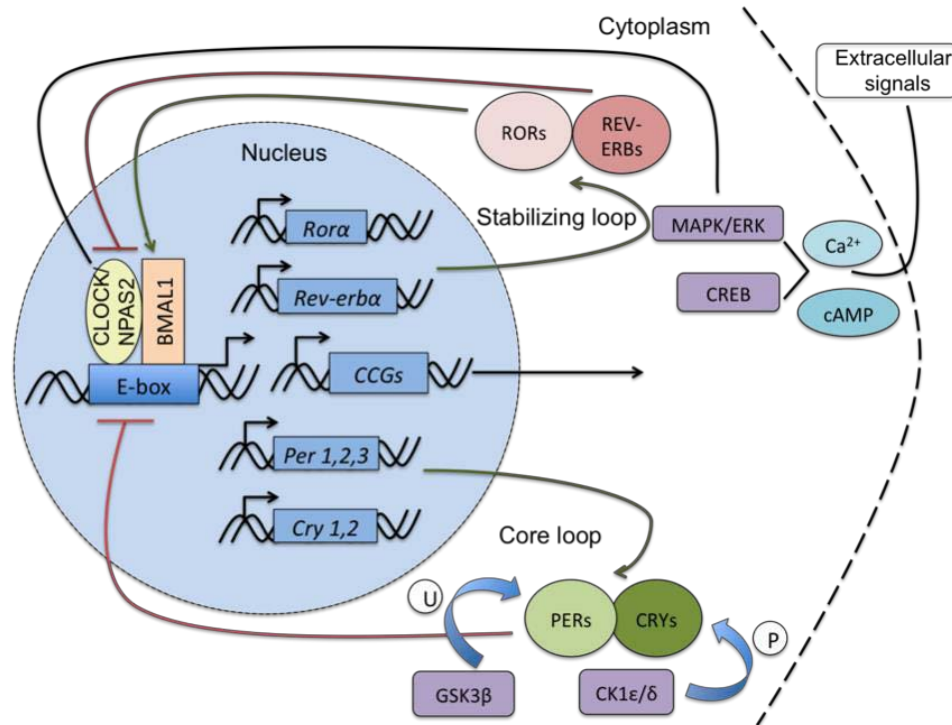 Cytoplasm
Extracellular
signals
RORs
REV-
ERBs
Nucleus
Stabilizing loop
Rorα
MAPK/ERK
Ca²⁺
CLOCK/
NPAS2
BMAL1
Rev-erbα
CREB
cAMP
E-box
CCGs
Per 1,2,3
Cry 1,2
Core loop
U
PERs
CRYs
P
GSK3β
CK1ε/δ